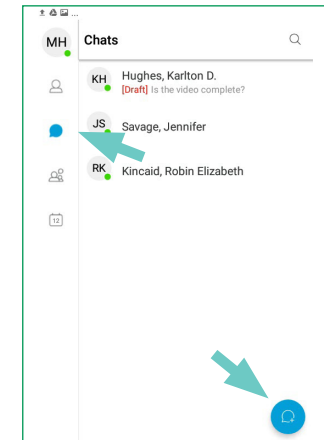 ...
MH Chats
KH Hughes, Karlton D.
[Draft] Is the video complete?
JS Savage, Jennifer
RK Kincaid, Robin Elizabeth
12